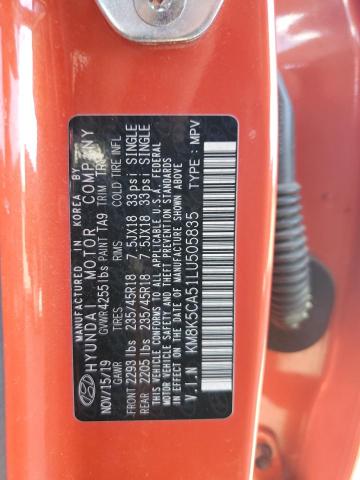 MANUFACTURED IN KOREA BY
HYUNDAI MOTOR COMPANY
GVWR 4255 lbs PAINT TA9 TRIM TRY
NOV/15/19 GAWR TIRES RMS COLD TIRE INFL
FRONT 2293 lbs 235/45R18 7.5JX18 33psi SINGLE
REAR 2205 lbs 235/45R18 7.5JX18 33psi SINGLE
THIS VEHICLE CONFORMS TO ALL APPLICABLE FEDERAL
MOTOR VEHICLE SAFETY, BUMPER, AND THEFT PREVENTION STANDARDS
IN EFFECT ON THE DATE OF MANUFACTURE SHOWN ABOVE.
V.I.N KM8K5CA51LU505835 TYPE: MPV